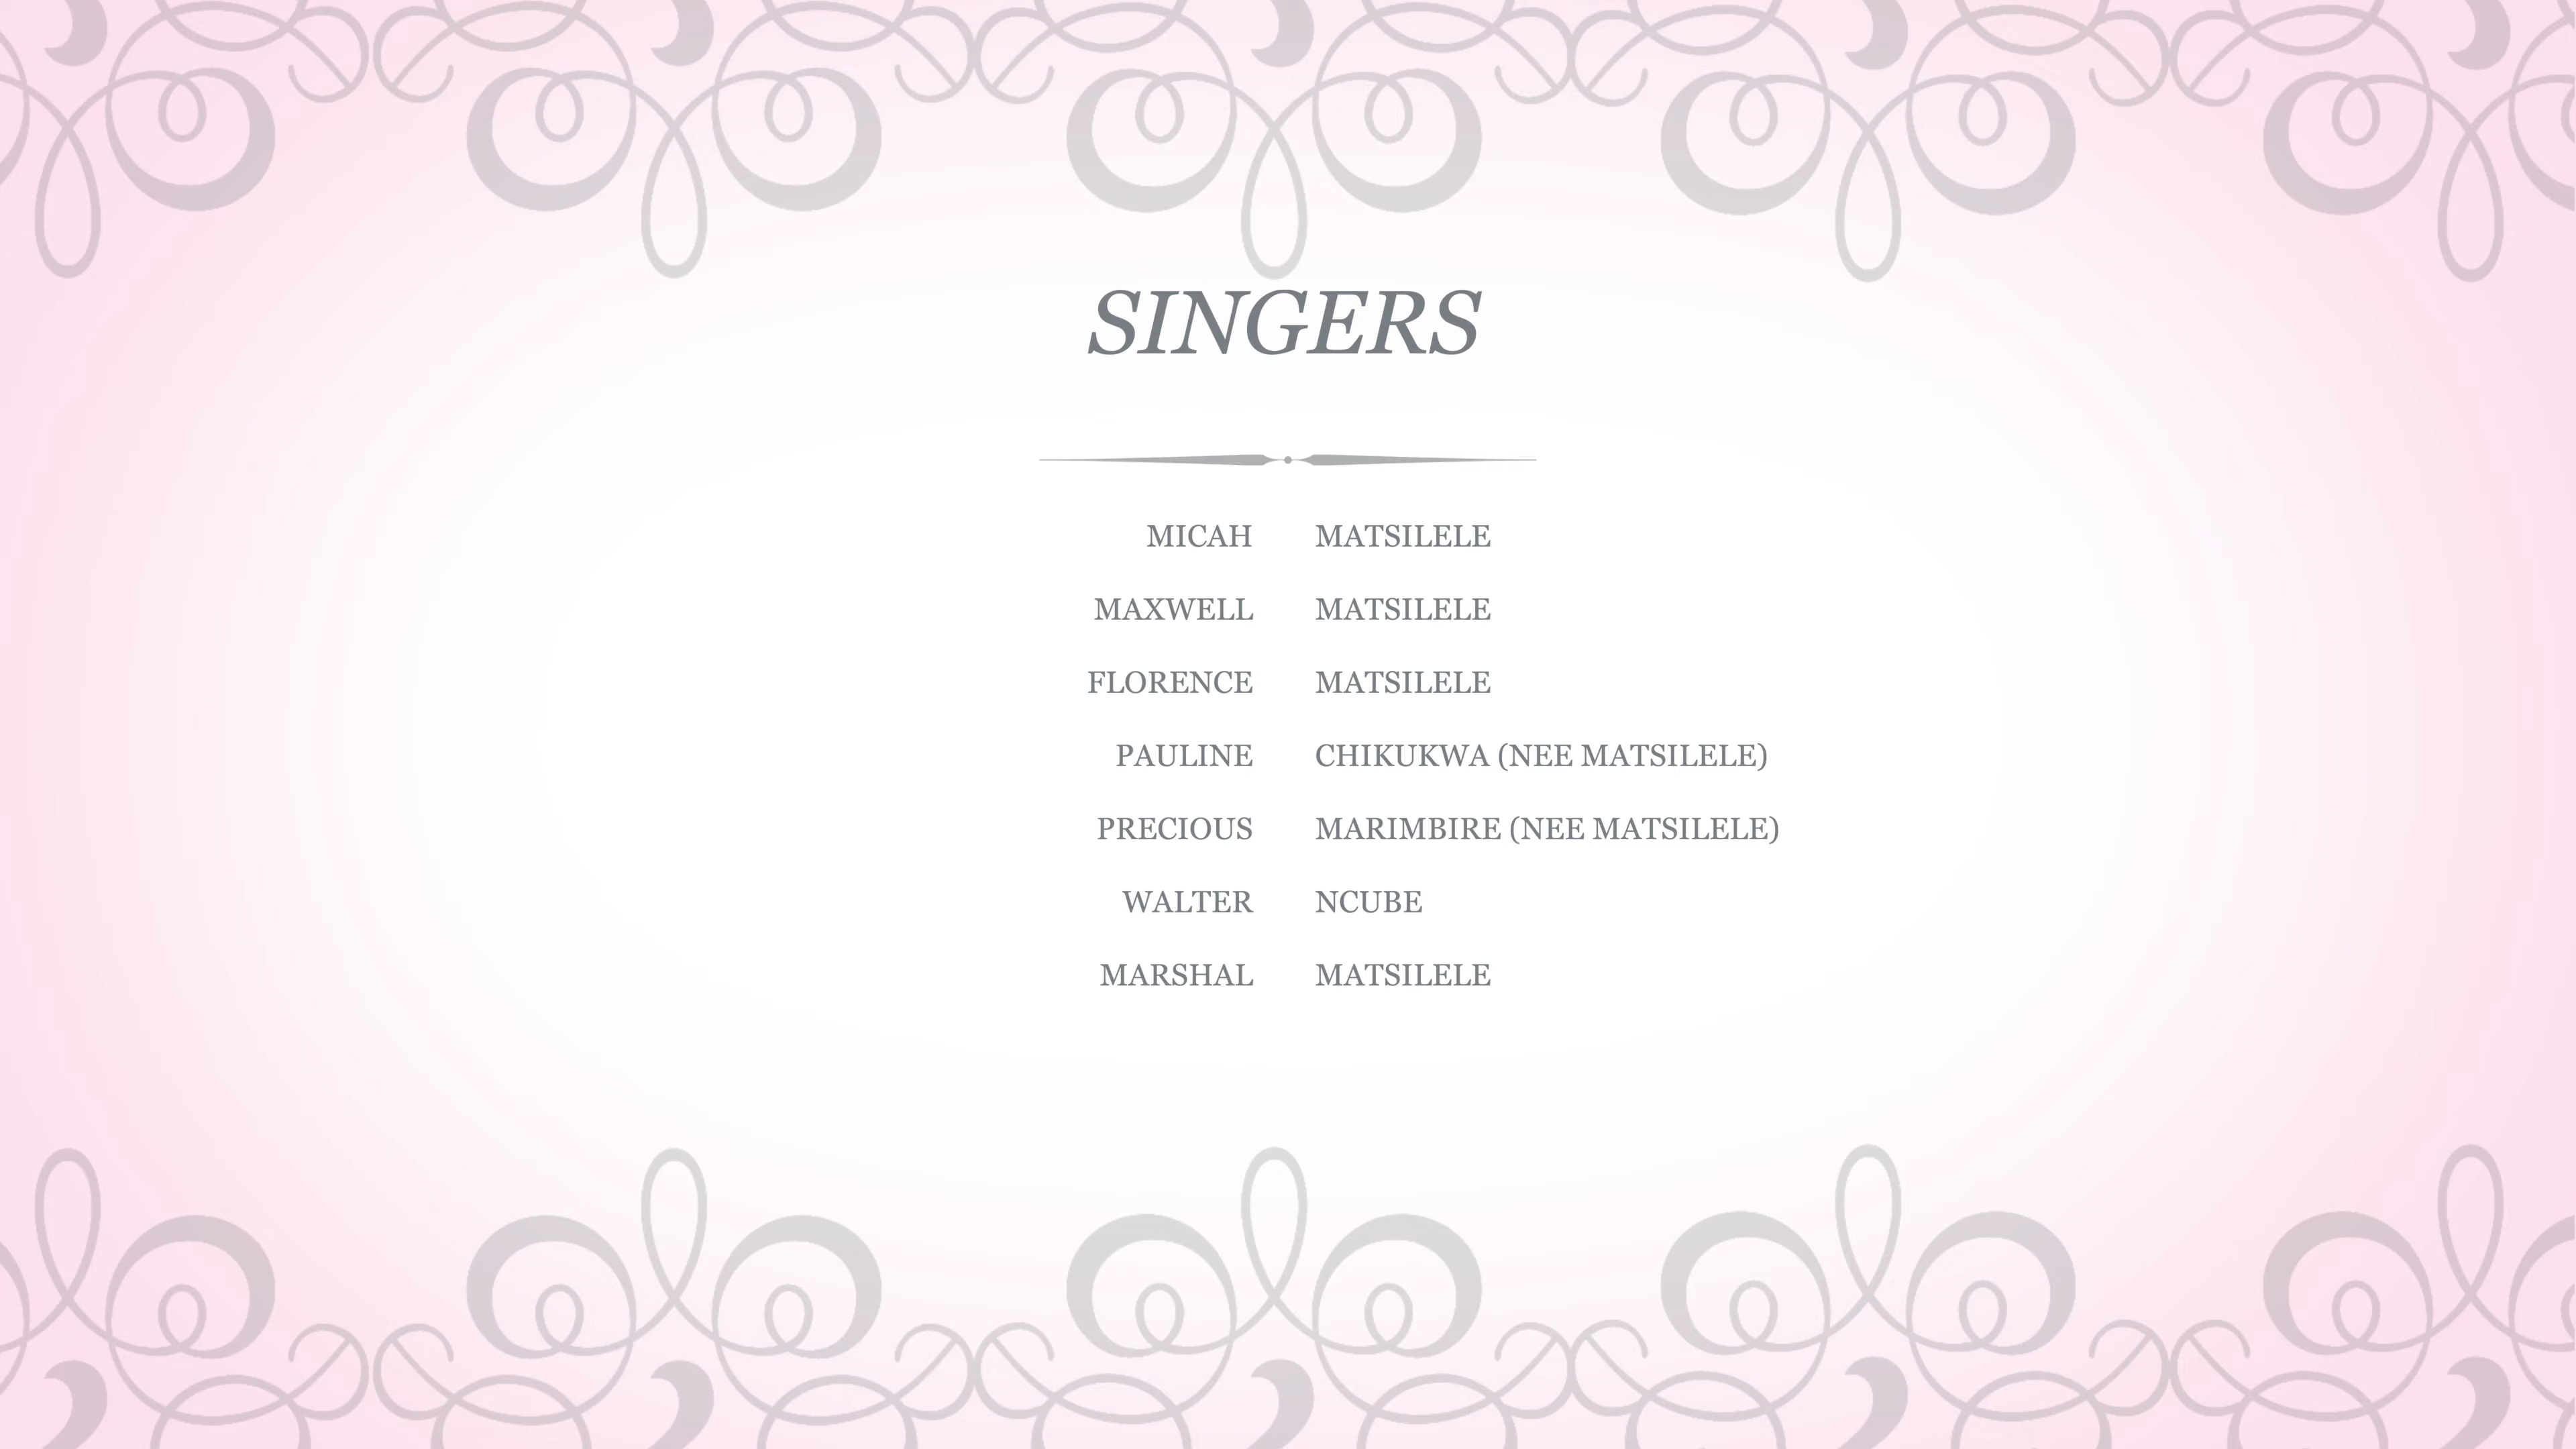 SINGERS
MICAH MATSILELE
MAXWELL MATSILELE
FLORENCE MATSILELE
PAULINE CHIKUKWA (NEE MATSILELE)
PRECIOUS MARIMBIRE (NEE MATSILELE)
WALTER NCUBE
MARSHAL MATSILELE